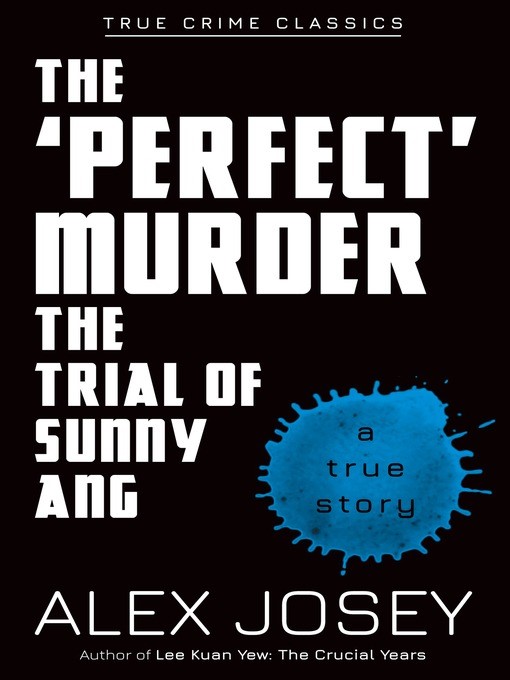 TRUE CRIME CLASSICS
THE
‘PERFECT’
MURDER
THE
TRIAL OF
SUNNY
ANG
a
true
story
ALEX JOSEY
Author of Lee Kuan Yew: The Crucial Years